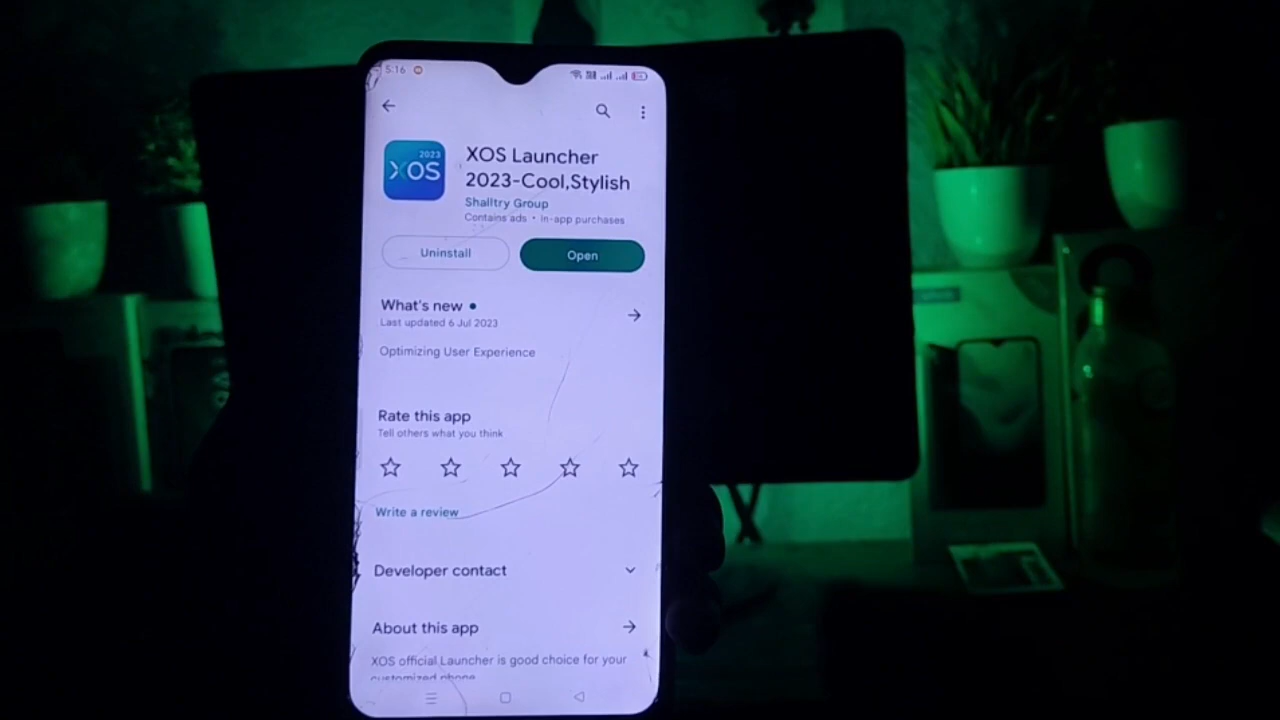 5:16
2023
XOS
XOS Launcher
2023-Cool,Stylish
Shalltry Group
Contains ads • in-app purchases
Uninstall
Open
What's new •
Last updated 6 Jul 2023
Optimizing User Experience
Rate this app
Tell others what you think
Write a review
Developer contact
About this app
XOS official Launcher is good choice for your
customized phone